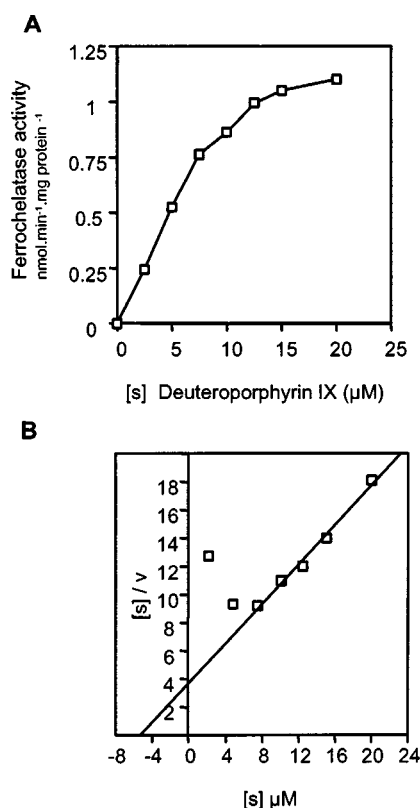 A
Ferrochelatase activity
nmol.min-1.mg protein -1
1.25
1
0.75
0.5
0.25
0
0 5 10 15 20 25
[s] Deuteroporphyrin IX (µM)
B
[s] / v
18
16
14
12
10
8
6
4
2
-8 -4 0 4 8 12 16 20 24
[s] µM